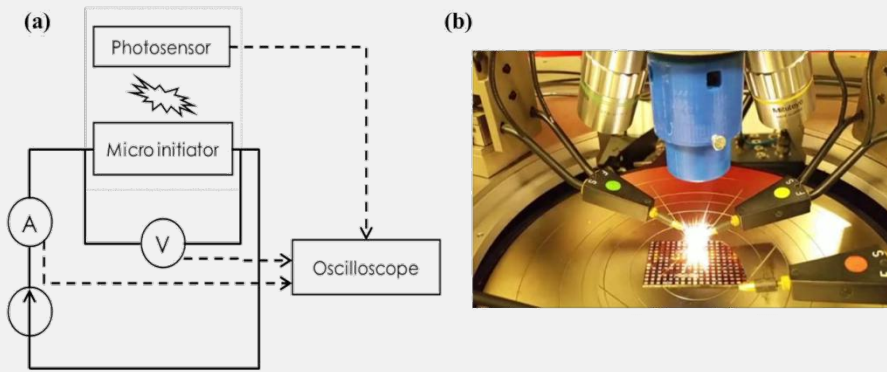 (a)
Photosensor
Micro initiator
A
V
Oscilloscope
(b)